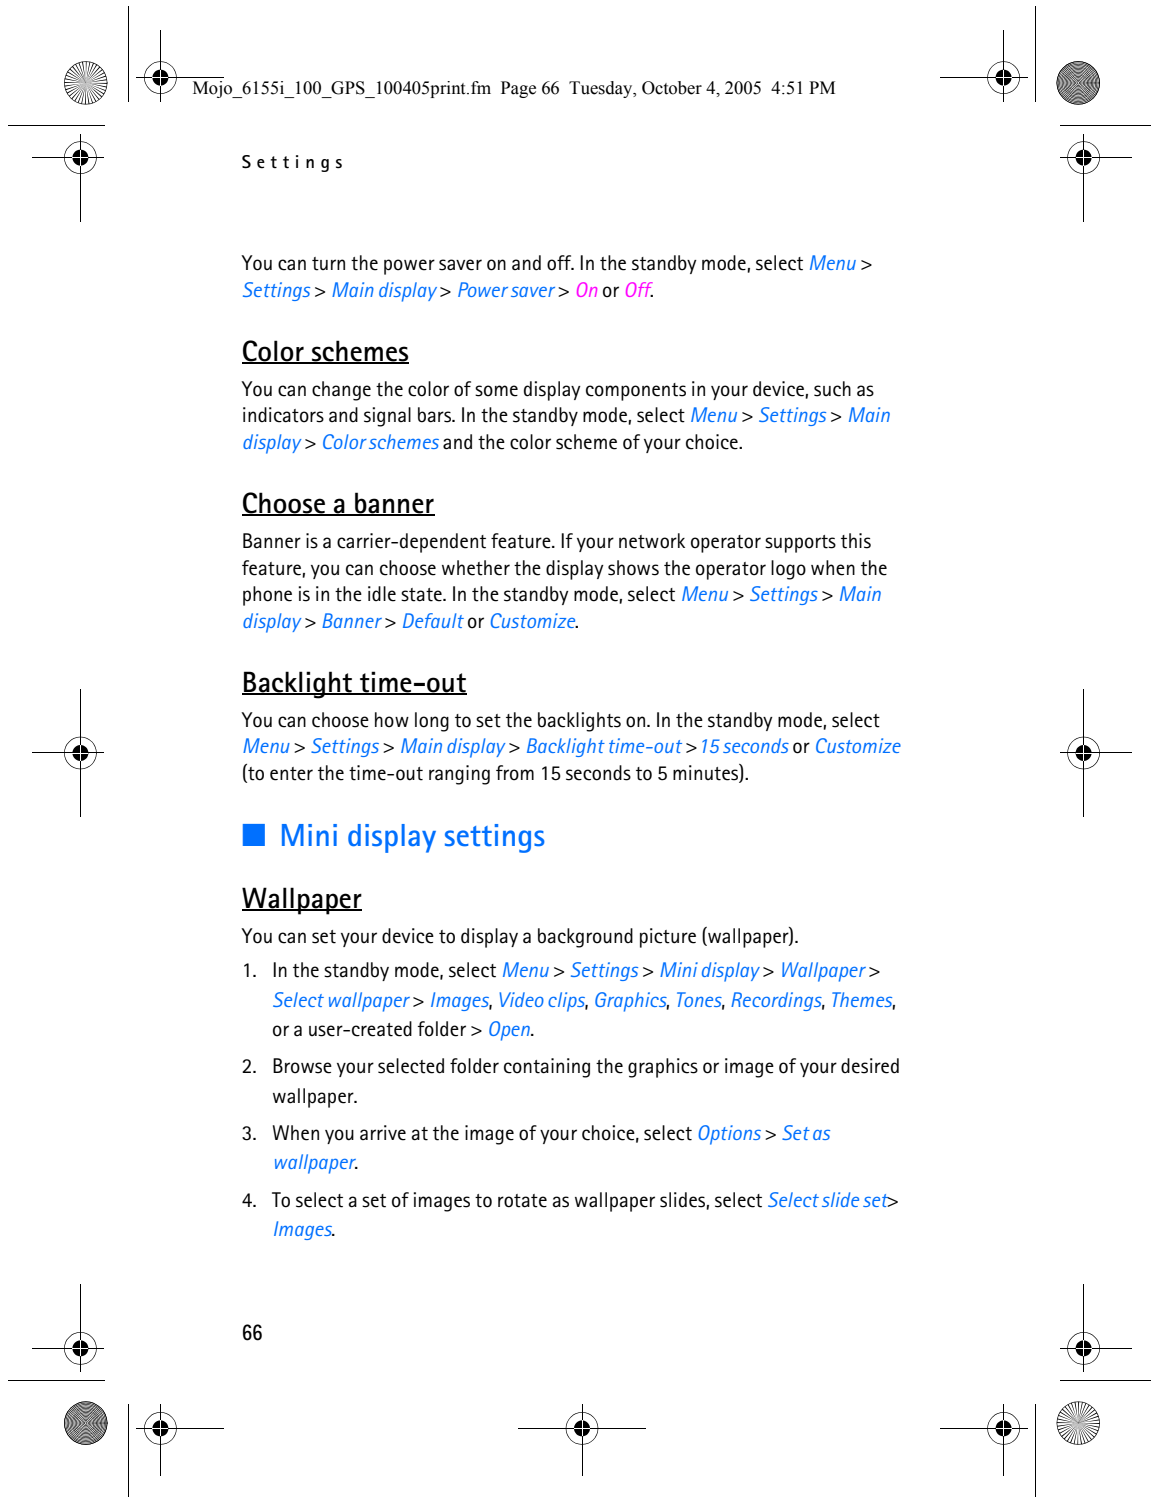 Mojo_6155i_100_GPS_100405print.fm Page 66 Tuesday, October 4, 2005 4:51 PM
Settings
You can turn the power saver on and off. In the standby mode, select Menu >
Settings > Main display > Power saver > On or Off.
Color schemes
You can change the color of some display components in your device, such as
indicators and signal bars. In the standby mode, select Menu > Settings > Main
display > Color schemes and the color scheme of your choice.
Choose a banner
Banner is a carrier-dependent feature. If your network operator supports this
feature, you can choose whether the display shows the operator logo when the
phone is in the idle state. In the standby mode, select Menu > Settings > Main
display > Banner > Default or Customize.
Backlight time-out
You can choose how long to set the backlights on. In the standby mode, select
Menu > Settings > Main display > Backlight time-out >15 seconds or Customize
(to enter the time-out ranging from 15 seconds to 5 minutes).
■ Mini display settings
Wallpaper
You can set your device to display a background picture (wallpaper).
1. In the standby mode, select Menu > Settings > Mini display > Wallpaper >
Select wallpaper > Images, Video clips, Graphics, Tones, Recordings, Themes,
or a user-created folder > Open.
2. Browse your selected folder containing the graphics or image of your desired
wallpaper.
3. When you arrive at the image of your choice, select Options > Set as
wallpaper.
4. To select a set of images to rotate as wallpaper slides, select Select slide set>
Images.
66